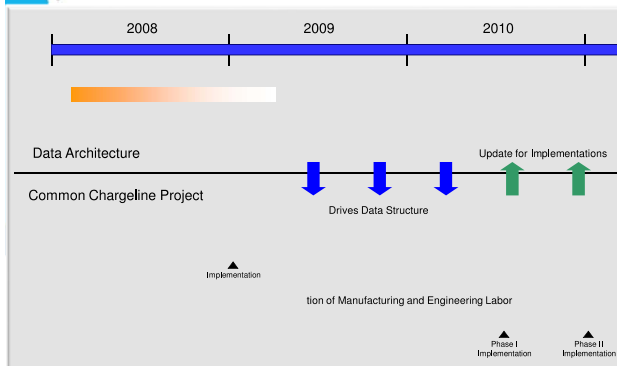 2008 2009 2010
Data Architecture
Update for Implementations
Common Chargeline Project
Drives Data Structure
Implementation
tion of Manufacturing and Engineering Labor
Phase I
Implementation
Phase II
Implementation